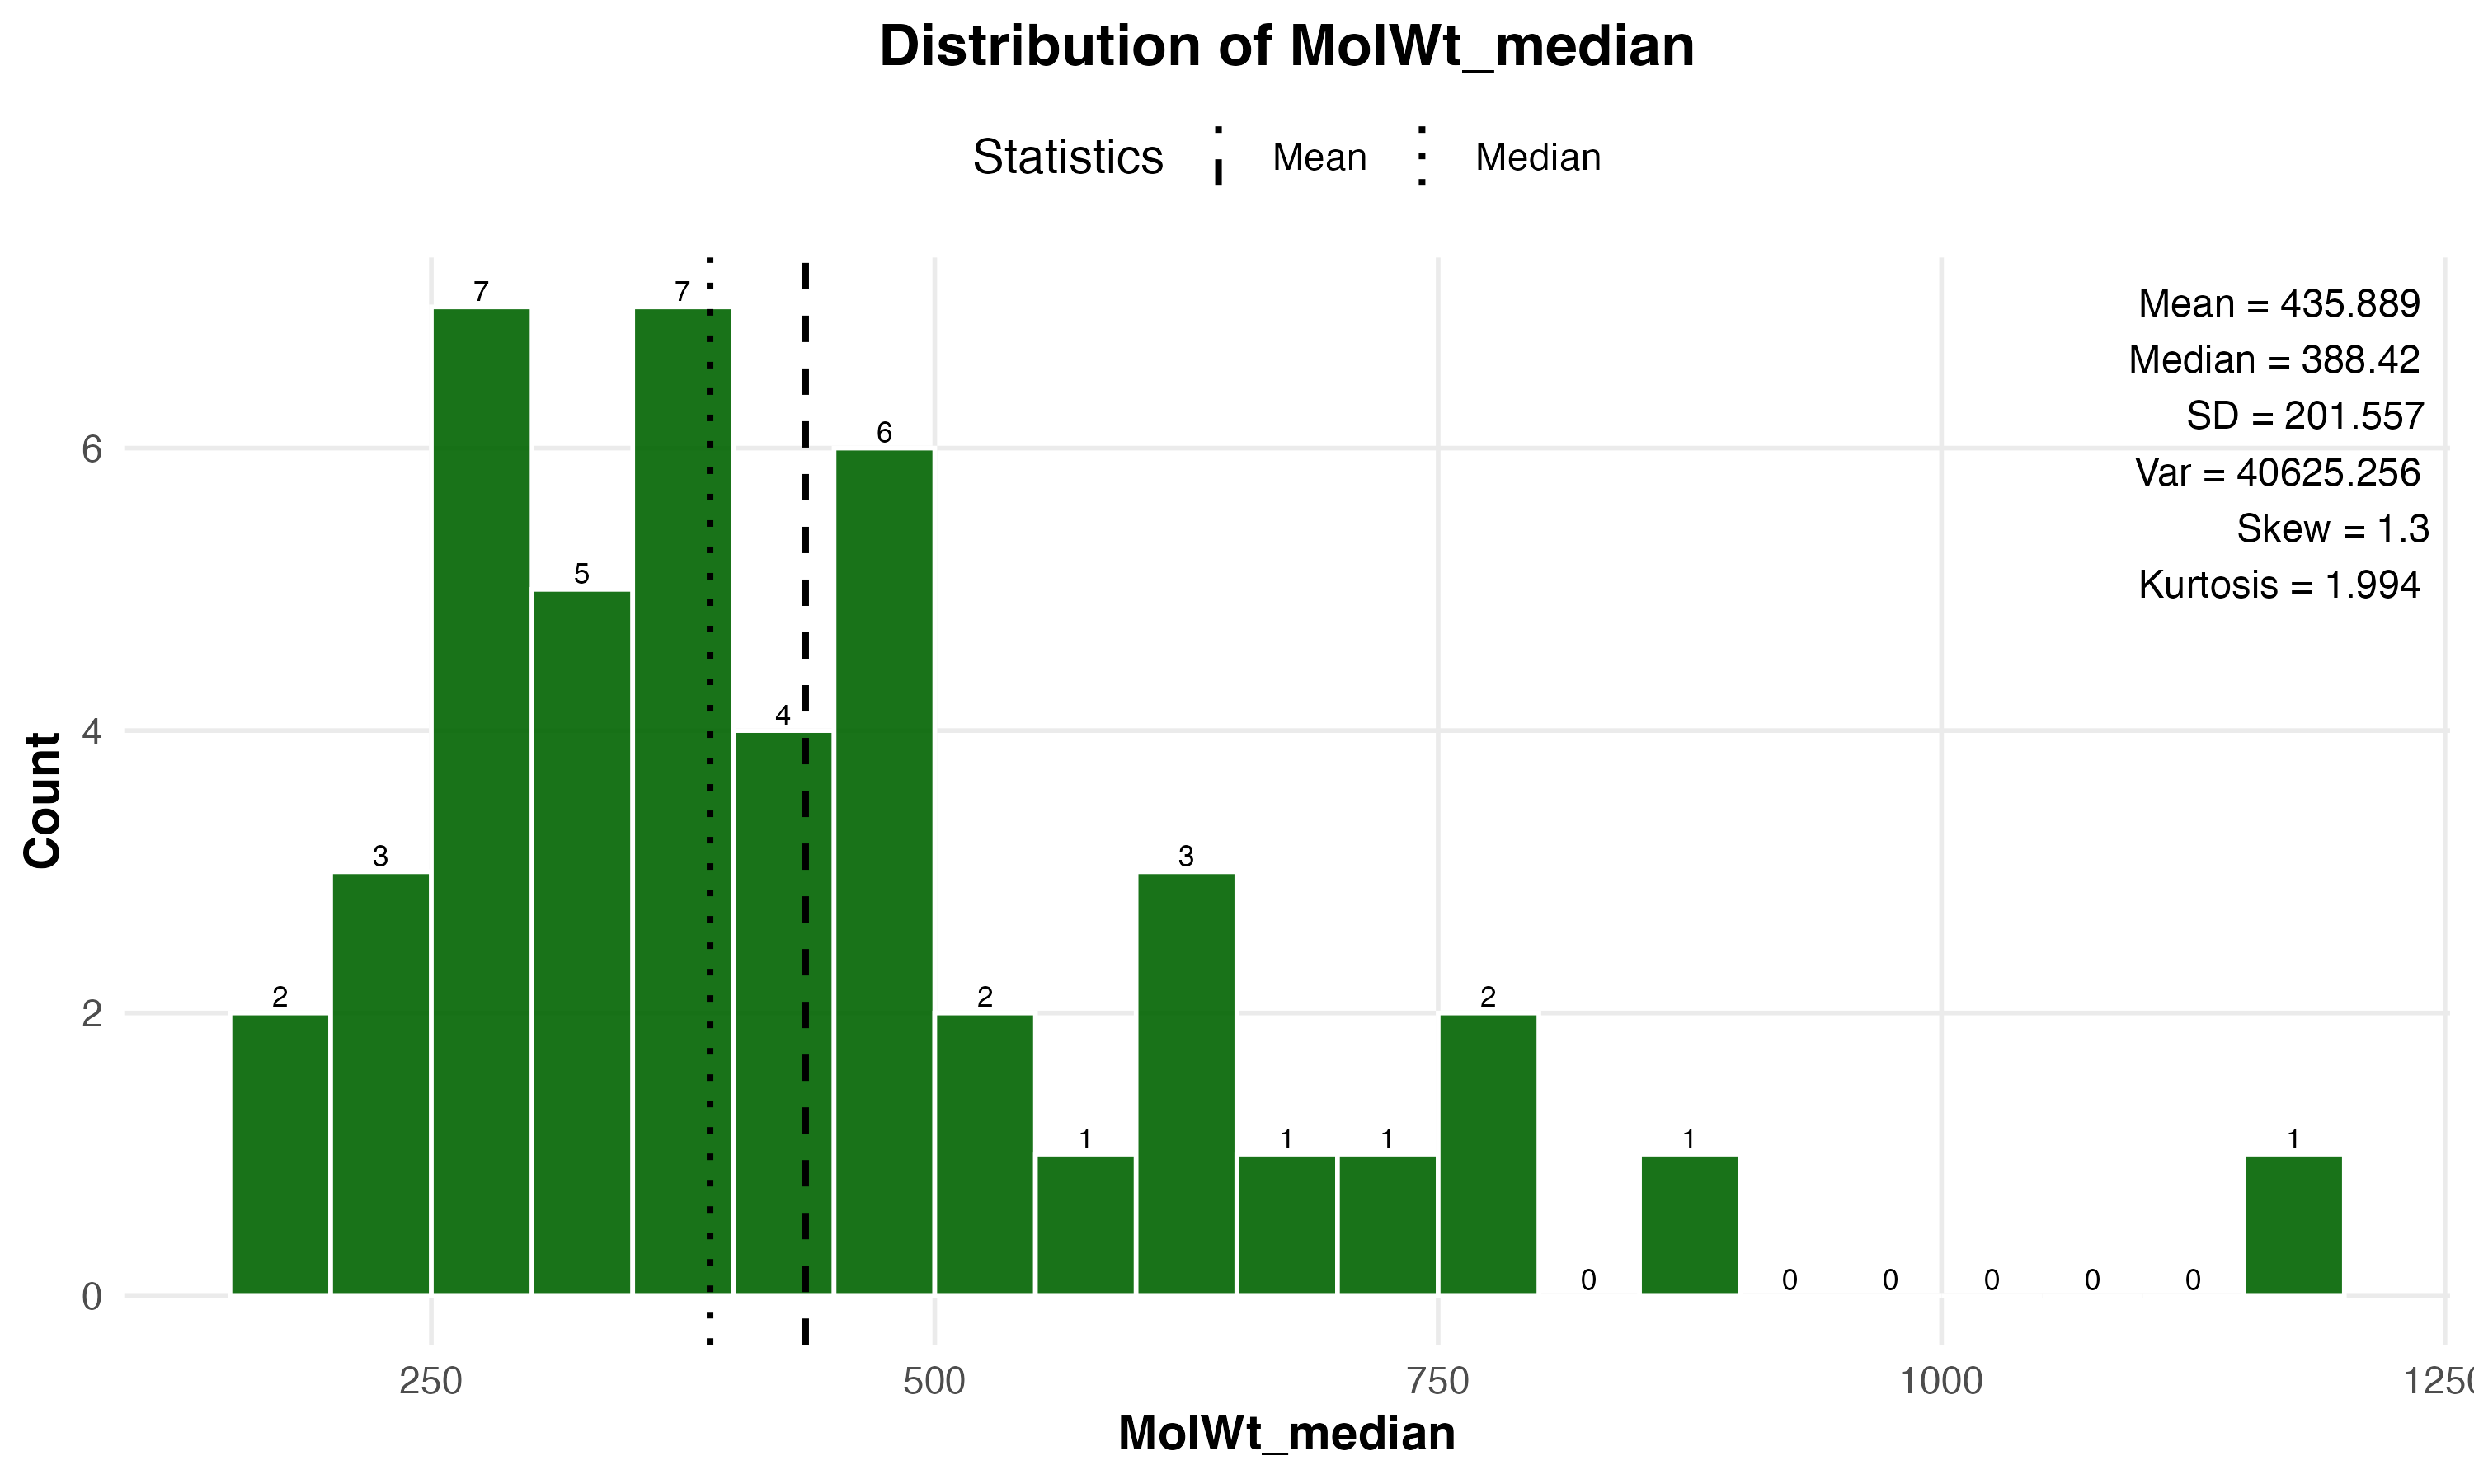 Distribution of MolWt_median
Statistics Mean Median
Mean = 435.889
Median = 388.42
SD = 201.557
Var = 40625.256
Skew = 1.3
Kurtosis = 1.994
7 7
6
5
4
3 3
2 2 2
1 1 1 1 1
0 0 0 0 0 0
Count
6
4
2
0
250 500 750 1000 125
MolWt_median